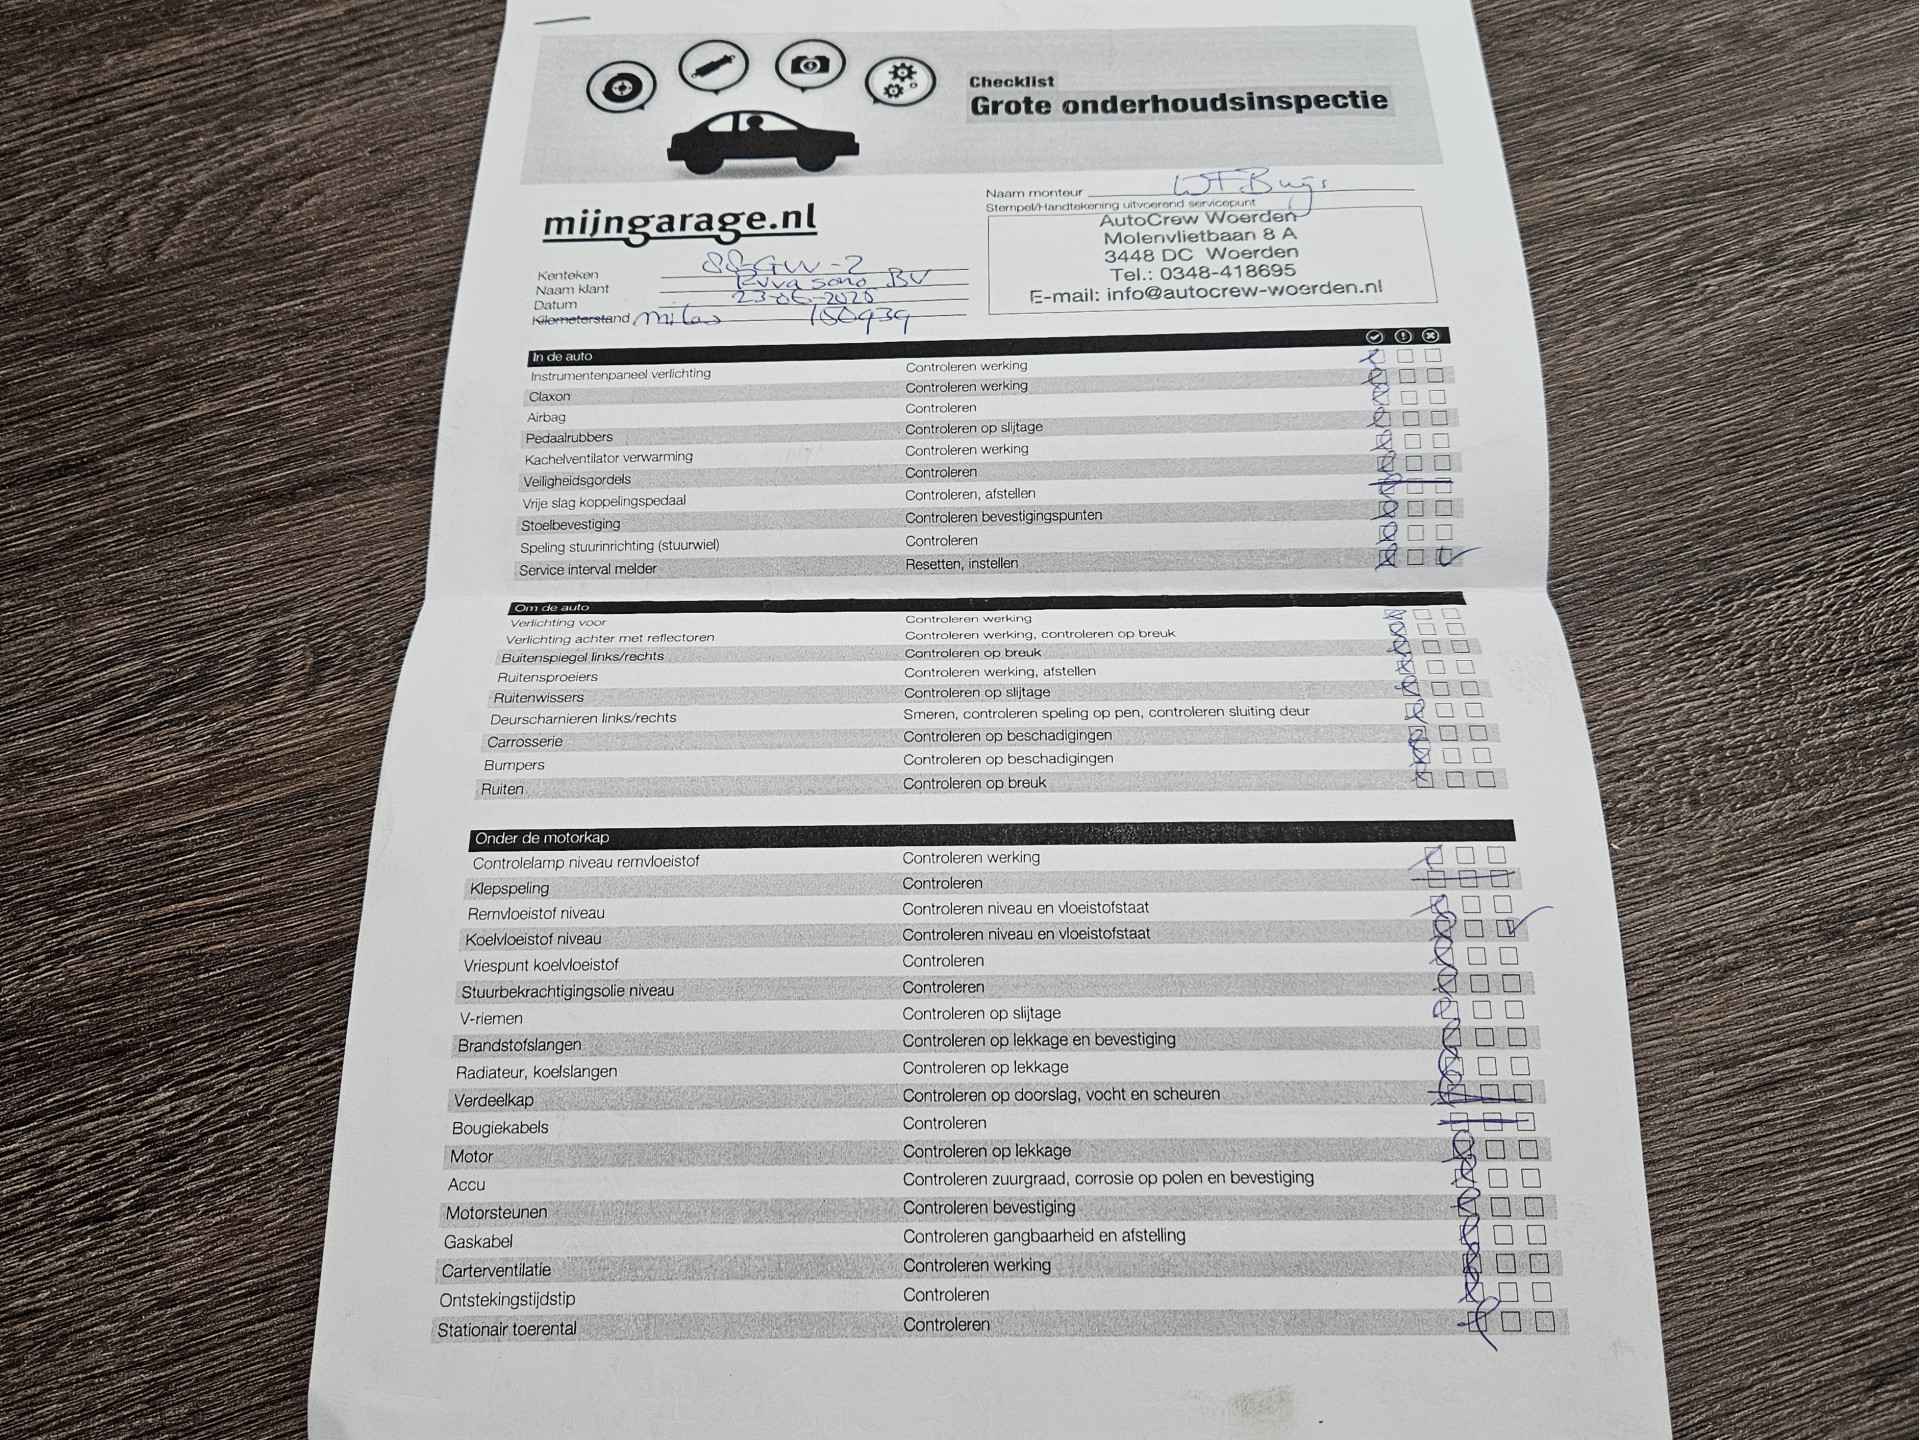 Checklist
Grote onderhoudsinspectie
mijngarage.nl
Naam monteur WFBuijs
Stempel/Handtekening uitvoerend servicepunt
AutoCrew Woerden
Molenvlietbaan 8 A
3448 DC Woerden
Tel.: 0348-418695
E-mail: info@autocrew-woerden.nl
Kenteken
Naam klant BV
Datum 23-06-2020
Kilometerstand miles 150939
In de auto
Instrumentenpaneel verlichting Controleren werking
Claxon Controleren werking
Airbag Controleren
Pedaalrubbers Controleren op slijtage
Kachelventilator verwarming Controleren werking
Veiligheidsgordels Controleren
Vrije slag koppelingspedaal Controleren, afstellen
Stoelbevestiging Controleren bevestigingspunten
Speling stuurinrichting (stuurwiel) Controleren
Service interval melder Resetten, instellen
Om de auto
Verlichting voor Controleren werking
Verlichting achter met reflectoren Controleren werking, controleren op breuk
Buitenspiegel links/rechts Controleren op breuk
Ruitensproeiers Controleren werking, afstellen
Ruitenwissers Controleren op slijtage
Deurscharnieren links/rechts Smeren, controleren speling op pen, controleren sluiting deur
Carrosserie Controleren op beschadigingen
Bumpers Controleren op beschadigingen
Ruiten Controleren op breuk
Onder de motorkap
Controlelamp niveau remvloeistof Controleren werking
Klepspeling Controleren
Remvloeistof niveau Controleren niveau en vloeistofstaat
Koelvloeistof niveau Controleren niveau en vloeistofstaat
Vriespunt koelvloeistof Controleren
Stuurbekrachtigingsolie niveau Controleren
V-riemen Controleren op slijtage
Brandstofslangen Controleren op lekkage en bevestiging
Radiateur, koelslangen Controleren op lekkage
Verdeelkap Controleren op doorslag, vocht en scheuren
Bougiekabels Controleren
Motor Controleren op lekkage
Accu Controleren zuurgraad, corrosie op polen en bevestiging
Motorsteunen Controleren bevestiging
Gaskabel Controleren gangbaarheid en afstelling
Carterventilatie Controleren werking
Ontstekingstijdstip Controleren
Stationair toerental Controleren